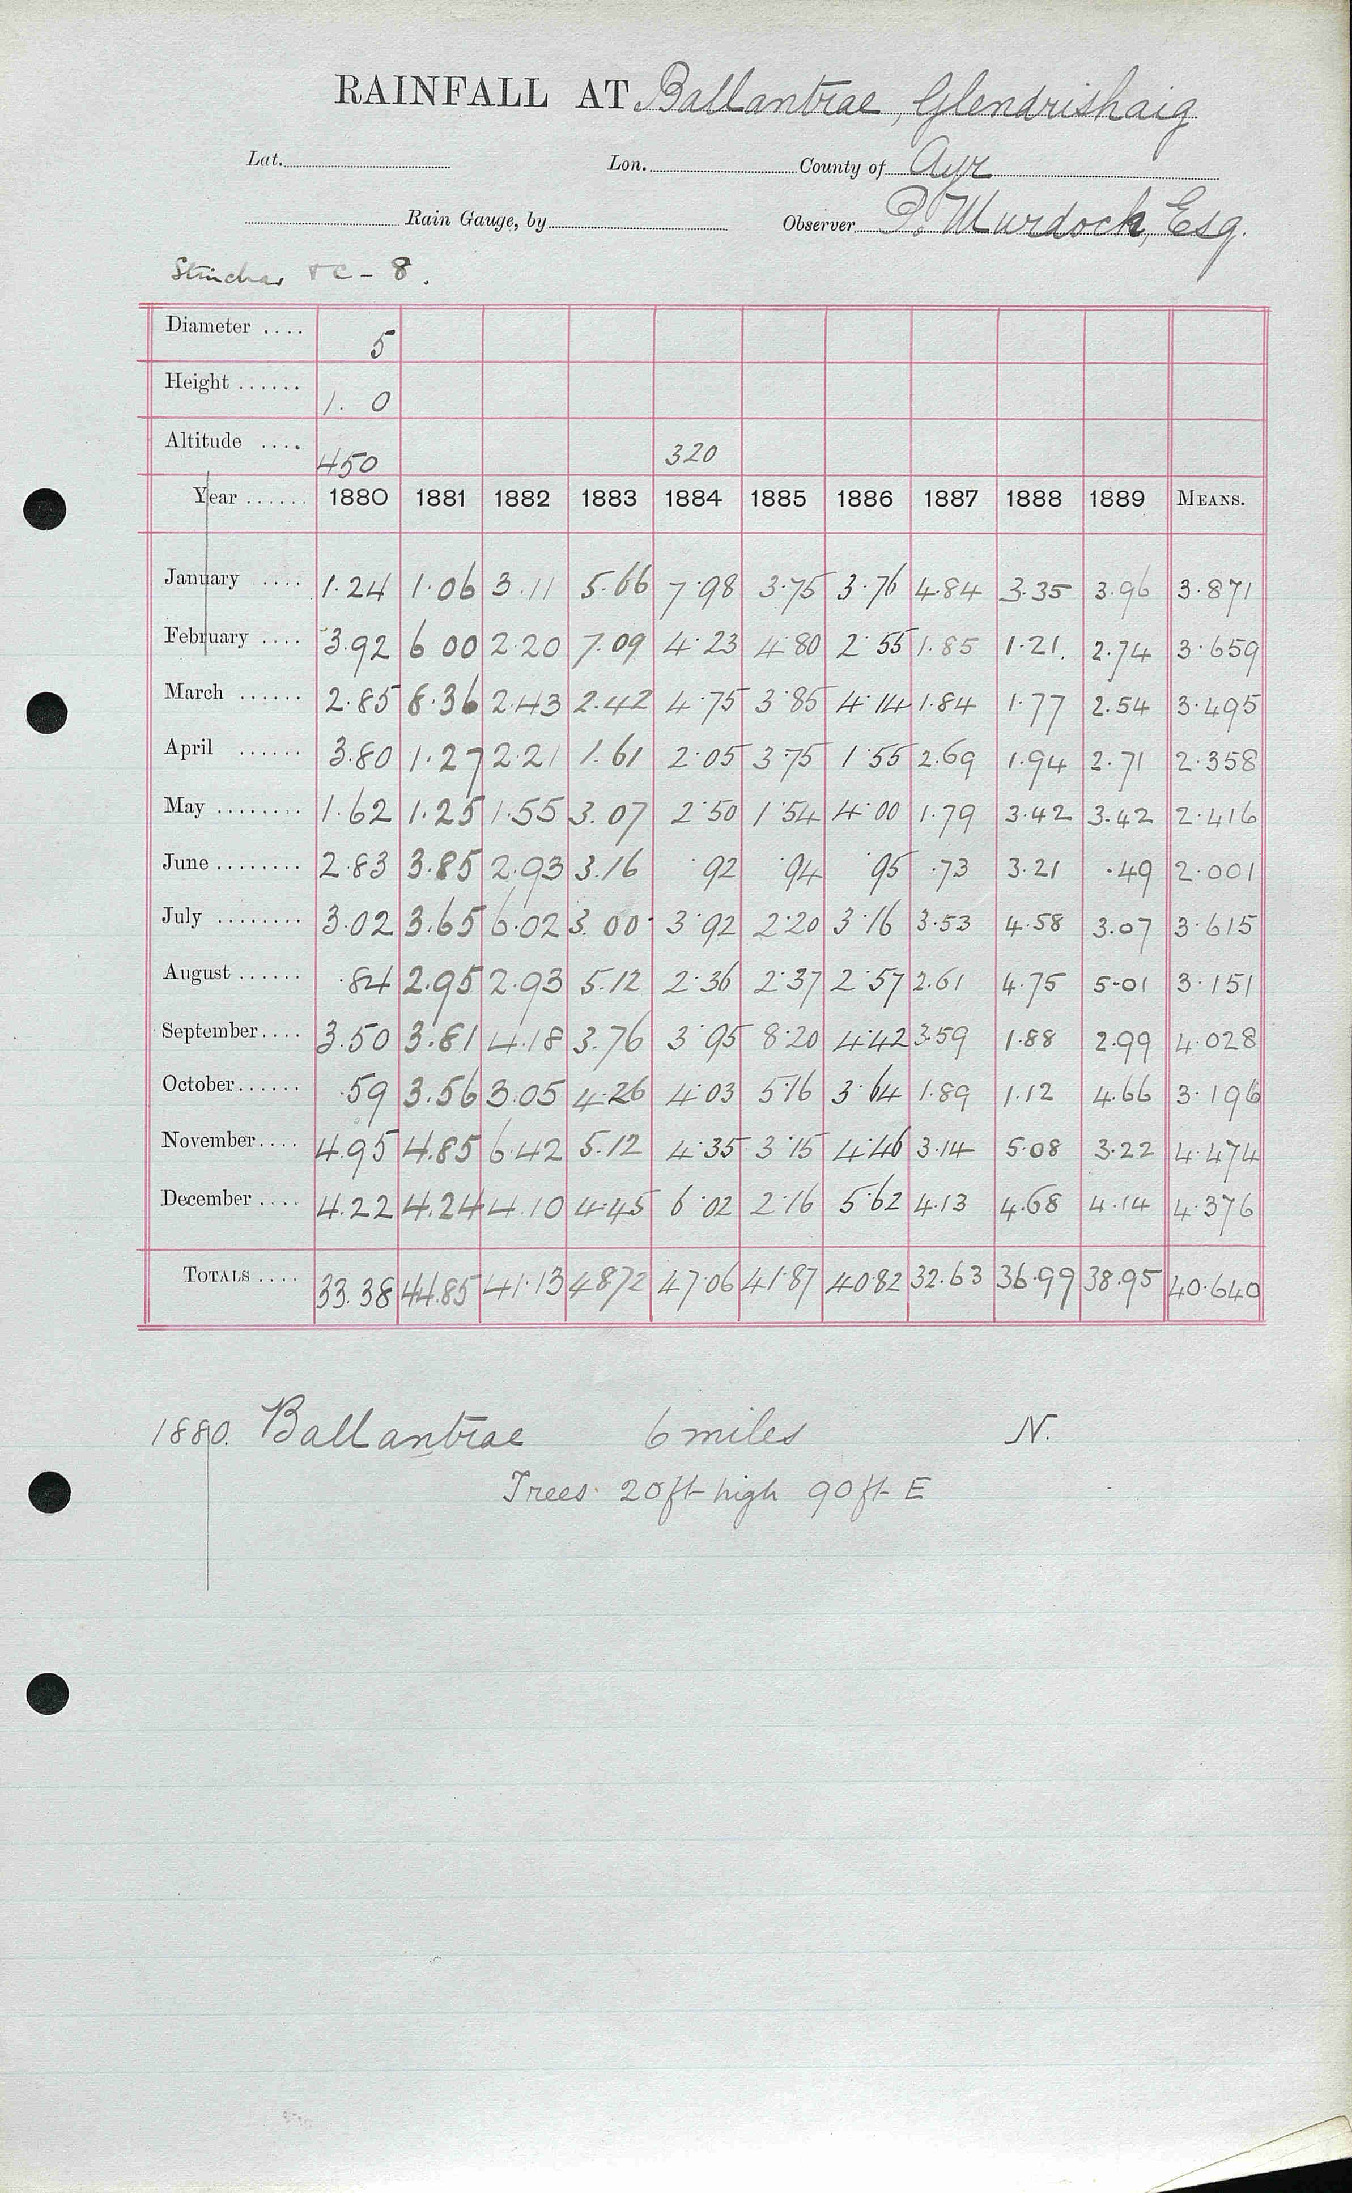 RAINFALL AT Ballantrae, Glendrishaig
Lat. Lon. County of Ayr
Rain Gauge, by Observer P. Murdoch, Esq.
Stinchar &c - 8.
Diameter .... 5
Height ...... 1. 0
Altitude .... 450 320
Year ...... 1880 1881 1882 1883 1884 1885 1886 1887 1888 1889 MEANS.
January .... 1.24 1.06 3.11 5.66 7.98 3.75 3.76 4.84 3.35 3.96 3.871
February .... 3.92 6 00 2.20 7.09 4.23 4.80 2.55 1.85 1.21. 2.74 3.659
March ...... 2.85 8.36 2.43 2.42 4.75 3.85 4.14 1.84 1.77 2.54 3.495
April ...... 3.80 1.27 2.21 1.61 2.05 3.75 1.55 2.69 1.94 2.71 2.358
May ........ 1.62 1.25 1.55 3.07 2.50 1.54 4.00 1.79 3.42 3.42 2.416
June ........ 2.83 3.85 2.93 3.16 .92 .94 .95 .73 3.21 .49 2.001
July ........ 3.02 3.65 6.02 3.00 3.92 2.20 3.16 3.53 4.58 3.07 3.615
August ...... .84 2.95 2.93 5.12 2.36 2.37 2.57 2.61 4.75 5.01 3.151
September .... 3.50 3.81 4.18 3.76 3.95 8.20 4.42 3.59 1.88 2.99 4.028
October ...... .59 3.56 3.05 4.26 4.03 5.16 3.64 1.89 1.12 4.66 3.196
November .... 4.95 4.85 6.42 5.12 4.35 3.15 4.46 3.14 5.08 3.22 4.474
December .... 4.22 4.24 4.10 4.45 6.02 2.16 5.62 4.13 4.68 4.14 4.376
TOTALS .... 33.38 44.85 41.13 48.72 47.06 41.87 40.82 32.63 36.99 38.95 40.640
1880. Ballantrae 6 miles N.
Trees 20ft high 90ft E